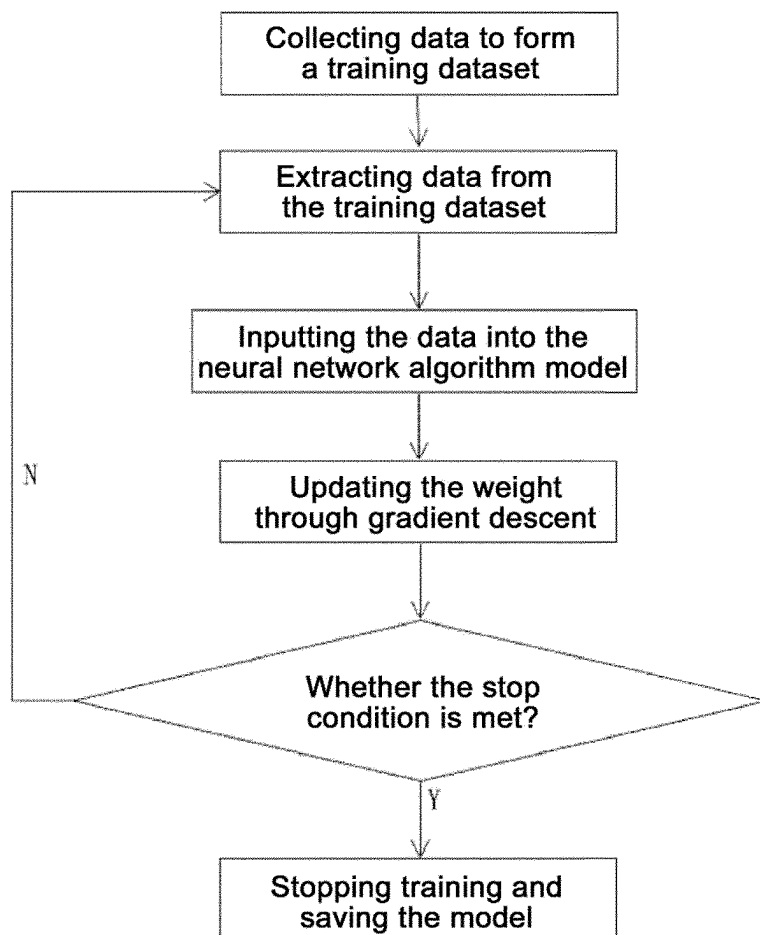 Collecting data to form
a training dataset
Extracting data from
the training dataset
Inputting the data into the
neural network algorithm model
N
Updating the weight
through gradient descent
Whether the stop
condition is met?
Y
Stopping training and
saving the model